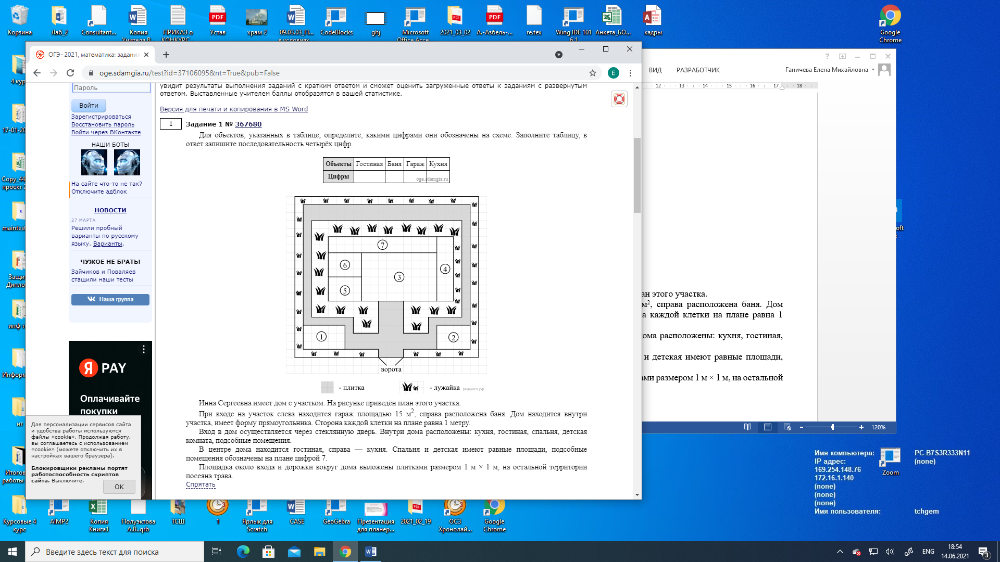 Корзина
Лаб_2
Consultant...
Копия
Учителя В...
ПРИКАЗ о
КОНКУРС...
Устав
храм 2
09.03.03_П...
в условиях...
CodeBlocks
ghj
Microsoft
Office Acce...
2021_03_02
А.-Азбель-...
re.tex
Wing IDE 101
6.1
Анкета_БО...
кадры
Google
Chrome
ОГЭ–2021, математика: задания
oge.sdamgia.ru/test?id=37106095&nt=True&pub=False
E
ВИД
РАЗРАБОТЧИК
Ганичева Елена Михайловна
12 13 14 15 16 17 18
4 кур
17-01-20
Copy_44
проект 2
maintest
Защи
Диплом
инф т
Информ
ит
Итогов
работы
Пароль
Войти
Зарегистрироваться
Восстановить пароль
Войти через ВКонтакте
НАШИ БОТЫ
На сайте что-то не так?
Отключите адблок
НОВОСТИ
27 МАРТА
Решили пробный
варианты по русскому
языку. Варианты.
ЧУЖОЕ НЕ БРАТЬ!
Зайчиков и Поваляев
стащили наши тесты
Наша группа
Я PAY
Оплачивайте
покупки
Для персонализации сервисов сайта
и удобства работы используются
файлы «cookie». Продолжая работу,
вы соглашаетесь с использованием
«cookie» (можете отключить их в
настройках вашего браузера).
Блокировщики рекламы портят
работоспособность скриптов
сайта. Выключите.
OK
увидит результаты выполнения заданий с кратким ответом и сможет оценить загруженные ответы к заданиям с развернутым
ответом. Выставленные учителем баллы отобразятся в вашей статистике.
Версия для печати и копирования в MS Word
1
Задание 1 № 367680
Для объектов, указанных в таблице, определите, какими цифрами они обозначены на схеме. Заполните таблицу, в
ответ запишите последовательность четырёх цифр.
Объекты Гостиная Баня Гараж Кухня
Цифры
oge.sdamgia.ru
7
6
3
4
5
1
2
ворота
- плитка
- лужайка
решуогэ.рф
Инна Сергеевна имеет дом с участком. На рисунке приведён план этого участка.
При входе на участок слева находится гараж площадью 15 м2, справа расположена баня. Дом находится внутри
участка, имеет форму прямоугольника. Сторона каждой клетки на плане равна 1 метру.
Вход в дом осуществляется через стеклянную дверь. Внутри дома расположены: кухня, гостиная, спальня, детская
комната, подсобные помещения.
В центре дома находится гостиная, справа — кухня. Спальня и детская имеют равные площади, подсобные
помещения обозначены на плане цифрой 7.
Площадка около входа и дорожки вокруг дома выложены плитками размером 1 м × 1 м, на остальной территории
посеяна трава.
Спрятать
ан этого участка.
м2, справа расположена баня. Дом
а каждой клетки на плане равна 1
дома расположены: кухня, гостиная,
и детская имеют равные площади,
ами размером 1 м × 1 м, на остальной
120%
oft
Имя компьютера: PC-B7S3R333N11
IP адрес: (none)
169.254.148.76
172.16.1.140
(none)
(none)
(none)
Имя пользователя: tchgem
Zoom
Курсовые 4
курс
AIMP2
Копия
Книга1
Полуэктова
А.В..qrb
ТСШ
1
Ярлык для
Scratch
CASE
GeoGebra
Презентация
для планер...
2021_02_19
ОС3
Хронолай...
Google
Chrome
Введите здесь текст для поиска
ENG
18:54
14.06.2021
3